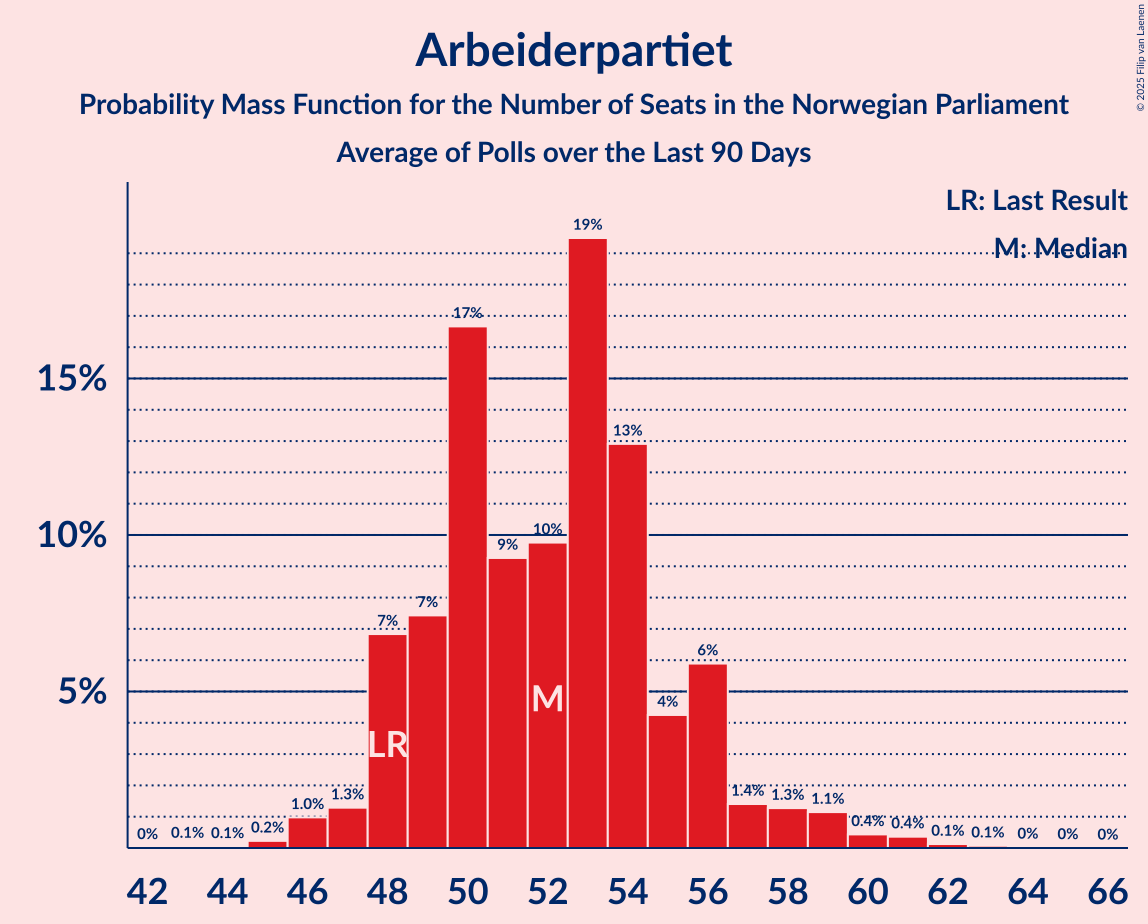 Arbeiderpartiet
Probability Mass Function for the Number of Seats in the Norwegian Parliament
Average of Polls over the Last 90 Days
© 2025 Filip van Laenen
LR: Last Result
M: Median
15%
10%
5%
0% 0.1% 0.1% 0.2% 1.0% 1.3% 7% 7% 17% 9% 10% 19% 13% 4% 6% 1.4% 1.3% 1.1% 0.4% 0.4% 0.1% 0.1% 0% 0% 0%
LR M
42 44 46 48 50 52 54 56 58 60 62 64 66